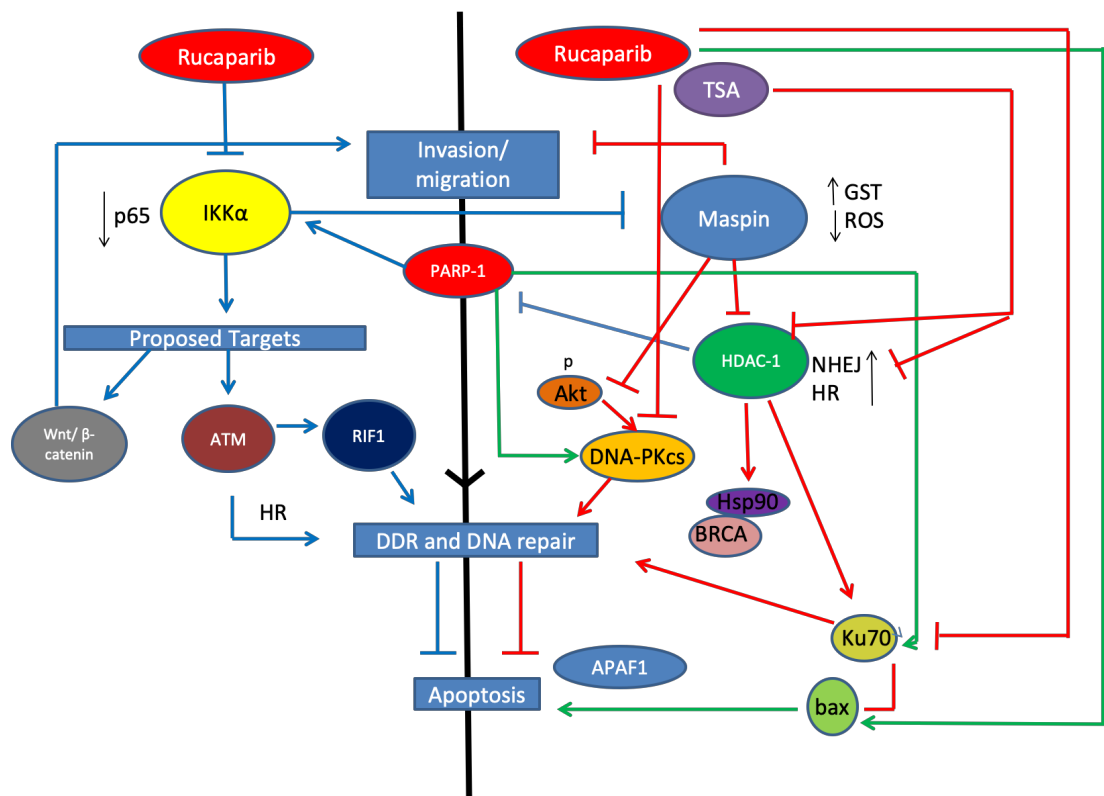 Rucaparib
Rucaparib
TSA
Invasion/
migration
p65
IKKα
Maspin
GST
ROS
PARP-1
Proposed Targets
HDAC-1
NHEJ
HR
p
Akt
Wnt/ β-
catenin
ATM
RIF1
DNA-PKcs
Hsp90
BRCA
HR
DDR and DNA repair
Ku70
APAF1
Apoptosis
bax